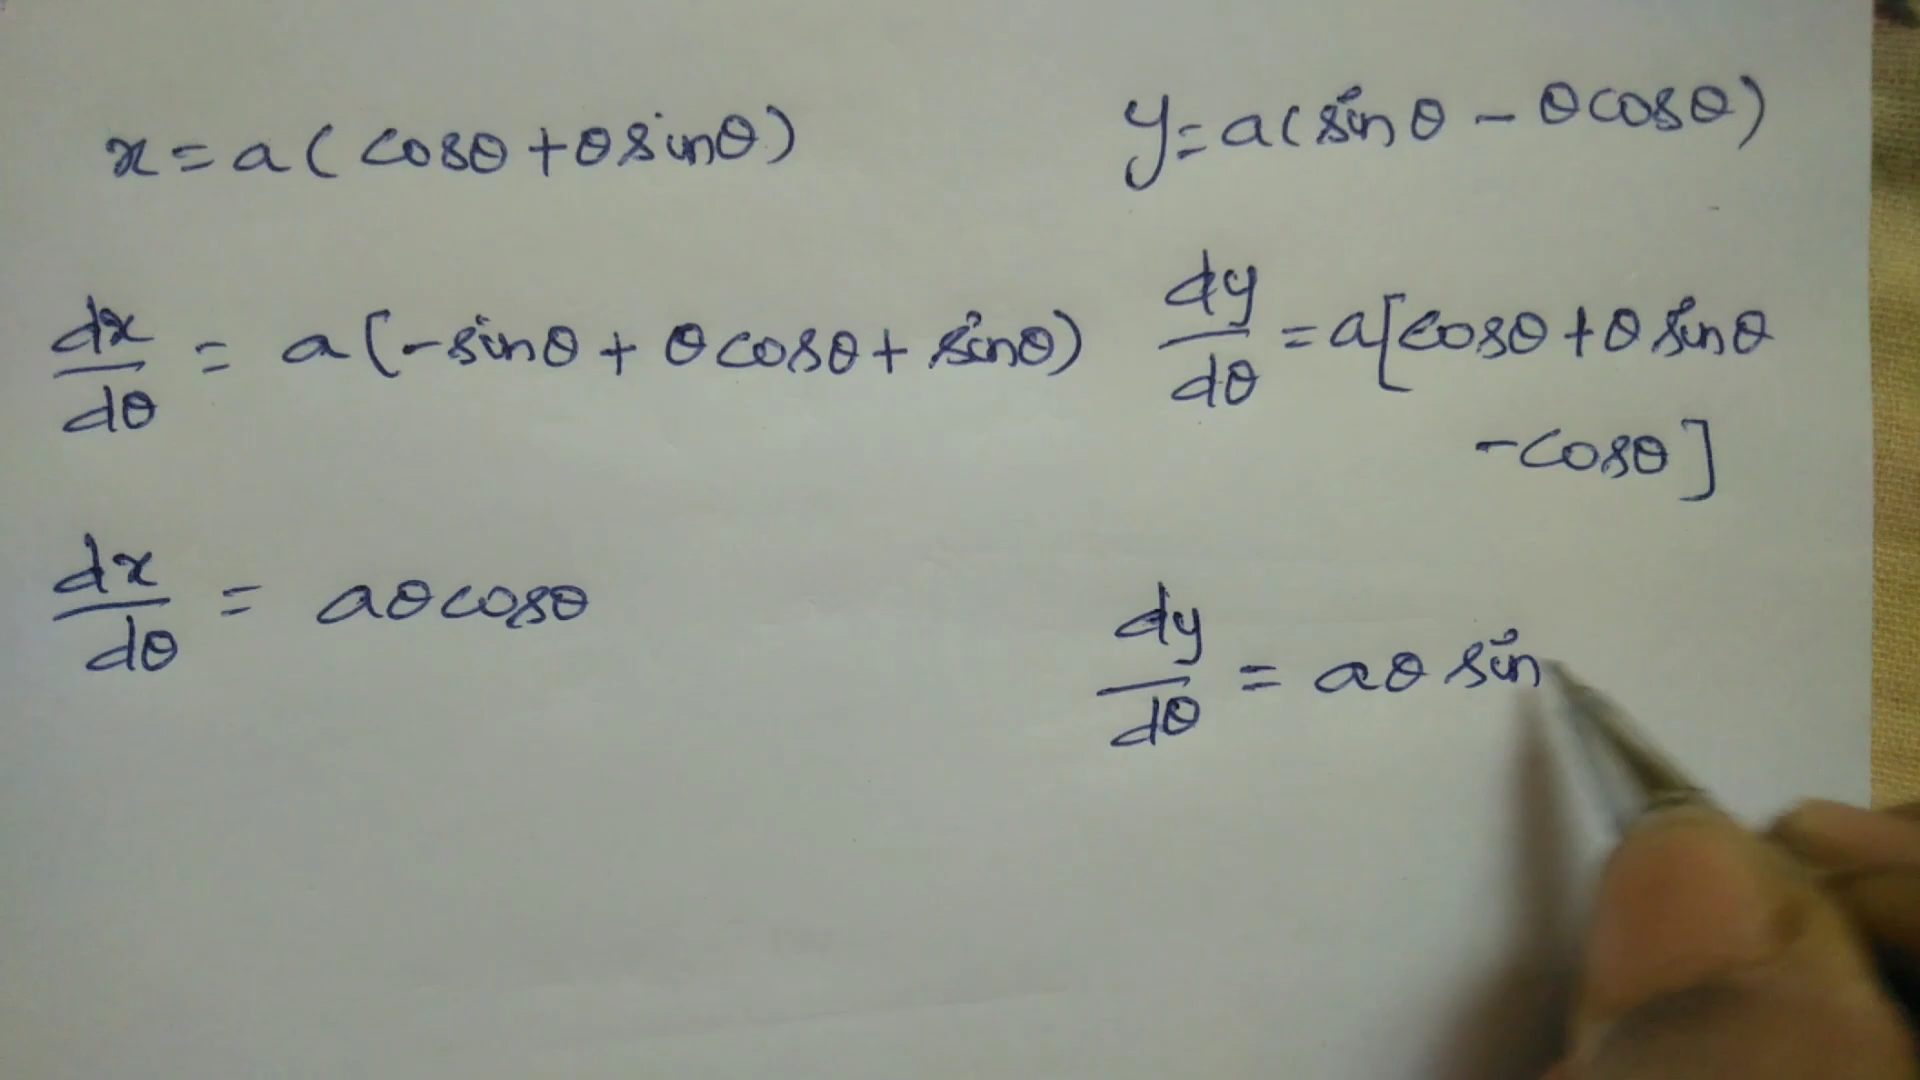 x = a ( cosθ + θ sinθ )
dx/dθ = a ( - sinθ + θ cosθ + sinθ )
dx/dθ = aθ cosθ
y = a ( sinθ - θ cosθ )
dy/dθ = a [ cosθ + θ sinθ
- cosθ ]
dy/dθ = aθ sin